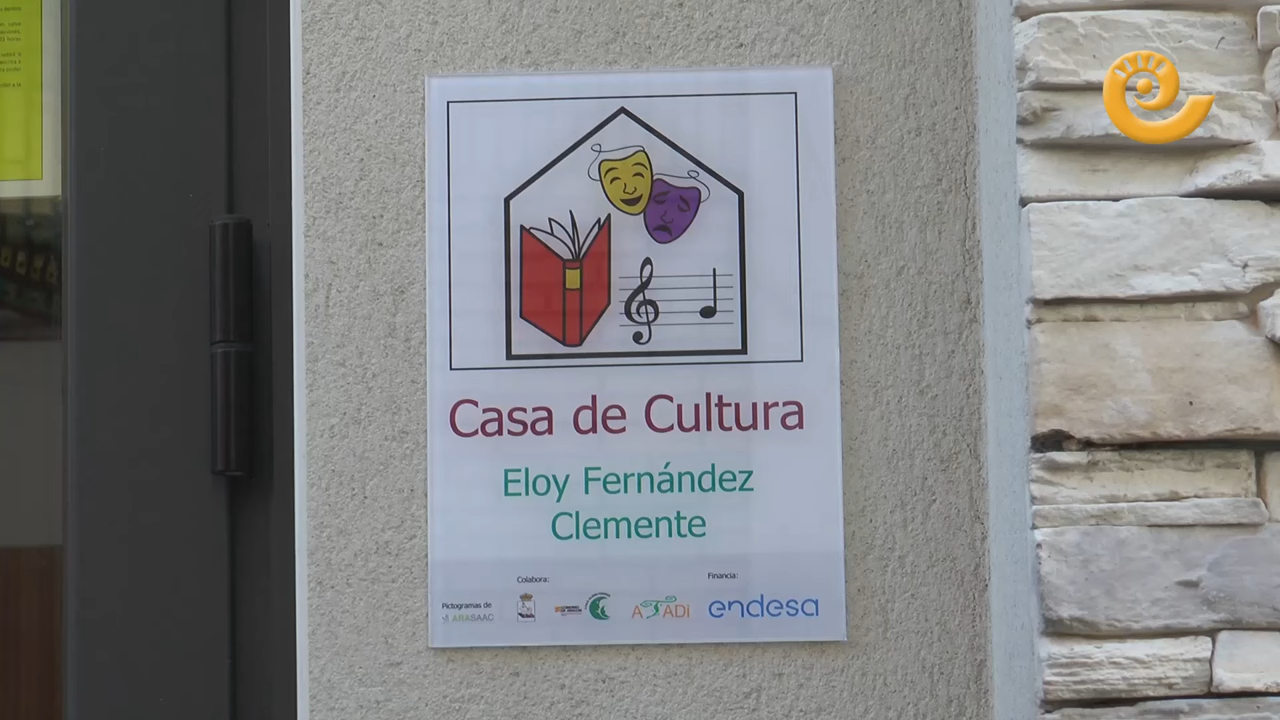 Casa de Cultura
Eloy Fernández
Clemente
Colabora:
Financia:
Pictogramas de
ARASAAC
ATADI
endesa